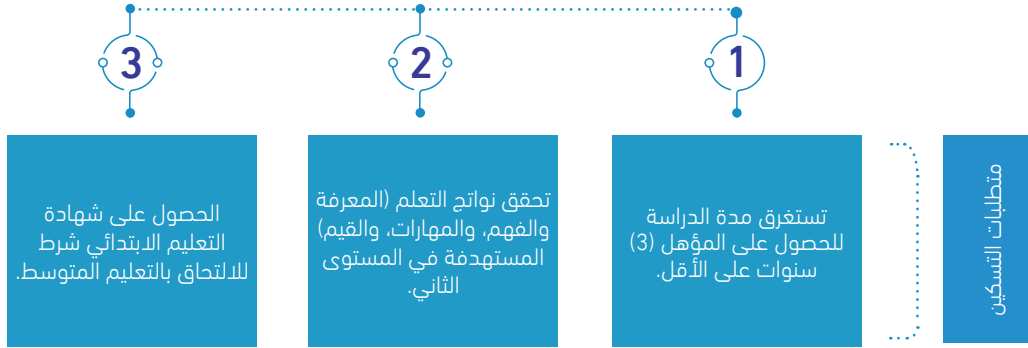 متطلبات التسكين
1
تستغرق مدة الدراسة
للحصول على المؤهل (3)
سنوات على الأقل.
2
تحقق نواتج التعلم (المعرفة
والفهم، والمهارات، والقيم)
المستهدفة في المستوى
الثاني.
3
الحصول على شهادة
التعليم الابتدائي شرط
للالتحاق بالتعليم المتوسط.